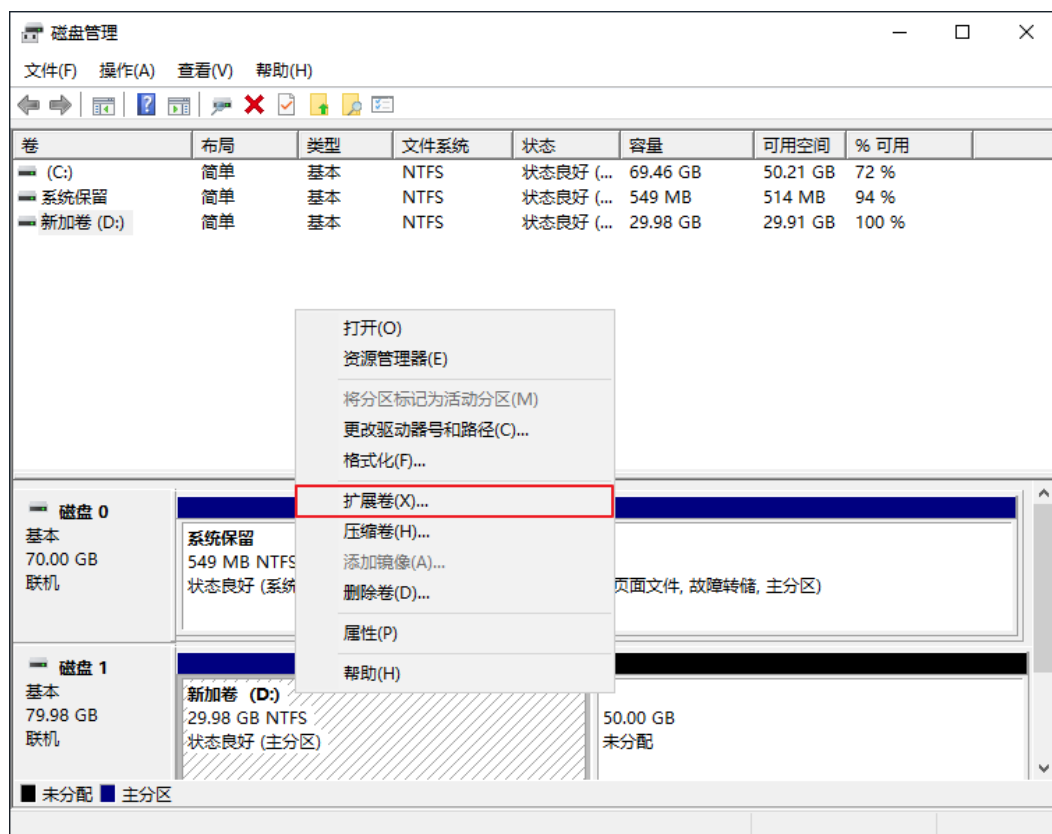 磁盘管理
文件(F) 操作(A) 查看(V) 帮助(H)
卷 布局 类型 文件系统 状态 容量 可用空间 % 可用
(C:) 简单 基本 NTFS 状态良好 (... 69.46 GB 50.21 GB 72 %
系统保留 简单 基本 NTFS 状态良好 (... 549 MB 514 MB 94 %
新加卷 (D:) 简单 基本 NTFS 状态良好 (... 29.98 GB 29.91 GB 100 %
打开(O)
资源管理器(E)
将分区标记为活动分区(M)
更改驱动器号和路径(C)...
格式化(F)...
扩展卷(X)...
压缩卷(H)...
添加镜像(A)...
删除卷(D)...
属性(P)
帮助(H)
磁盘 0
基本
70.00 GB
联机
系统保留
549 MB NTFS
状态良好 (系统
页面文件, 故障转储, 主分区)
磁盘 1
基本
79.98 GB
联机
新加卷 (D:)
29.98 GB NTFS
状态良好 (主分区)
50.00 GB
未分配
未分配 主分区